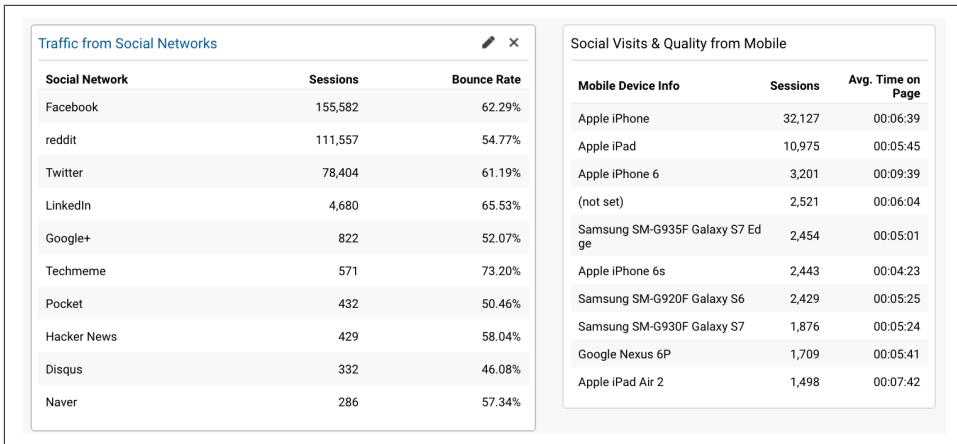 Traffic from Social Networks
Social Network Sessions Bounce Rate
Facebook 155,582 62.29%
reddit 111,557 54.77%
Twitter 78,404 61.19%
LinkedIn 4,680 65.53%
Google+ 822 52.07%
Techmeme 571 73.20%
Pocket 432 50.46%
Hacker News 429 58.04%
Disqus 332 46.08%
Naver 286 57.34%
Social Visits & Quality from Mobile
Mobile Device Info Sessions Avg. Time on
Page
Apple iPhone 32,127 00:06:39
Apple iPad 10,975 00:05:45
Apple iPhone 6 3,201 00:09:39
(not set) 2,521 00:06:04
Samsung SM-G935F Galaxy S7 Ed
ge 2,454 00:05:01
Apple iPhone 6s 2,443 00:04:23
Samsung SM-G920F Galaxy S6 2,429 00:05:25
Samsung SM-G930F Galaxy S7 1,876 00:05:24
Google Nexus 6P 1,709 00:05:41
Apple iPad Air 2 1,498 00:07:42